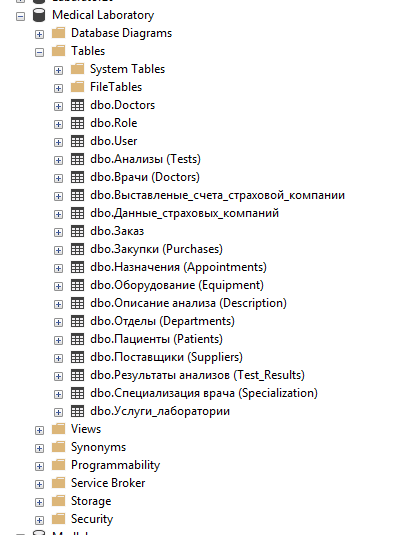 Medical Laboratory
Database Diagrams
Tables
System Tables
FileTables
dbo.Doctors
dbo.Role
dbo.User
dbo.Анализы (Tests)
dbo.Врачи (Doctors)
dbo.Выставленые_счета_страховой_компании
dbo.Данные_страховых_компаний
dbo.Заказ
dbo.Закупки (Purchases)
dbo.Назначения (Appointments)
dbo.Оборудование (Equipment)
dbo.Описание анализа (Description)
dbo.Отделы (Departments)
dbo.Пациенты (Patients)
dbo.Поставщики (Suppliers)
dbo.Результаты анализов (Test_Results)
dbo.Специализация врача (Specialization)
dbo.Услуги_лаборатории
Views
Synonyms
Programmability
Service Broker
Storage
Security